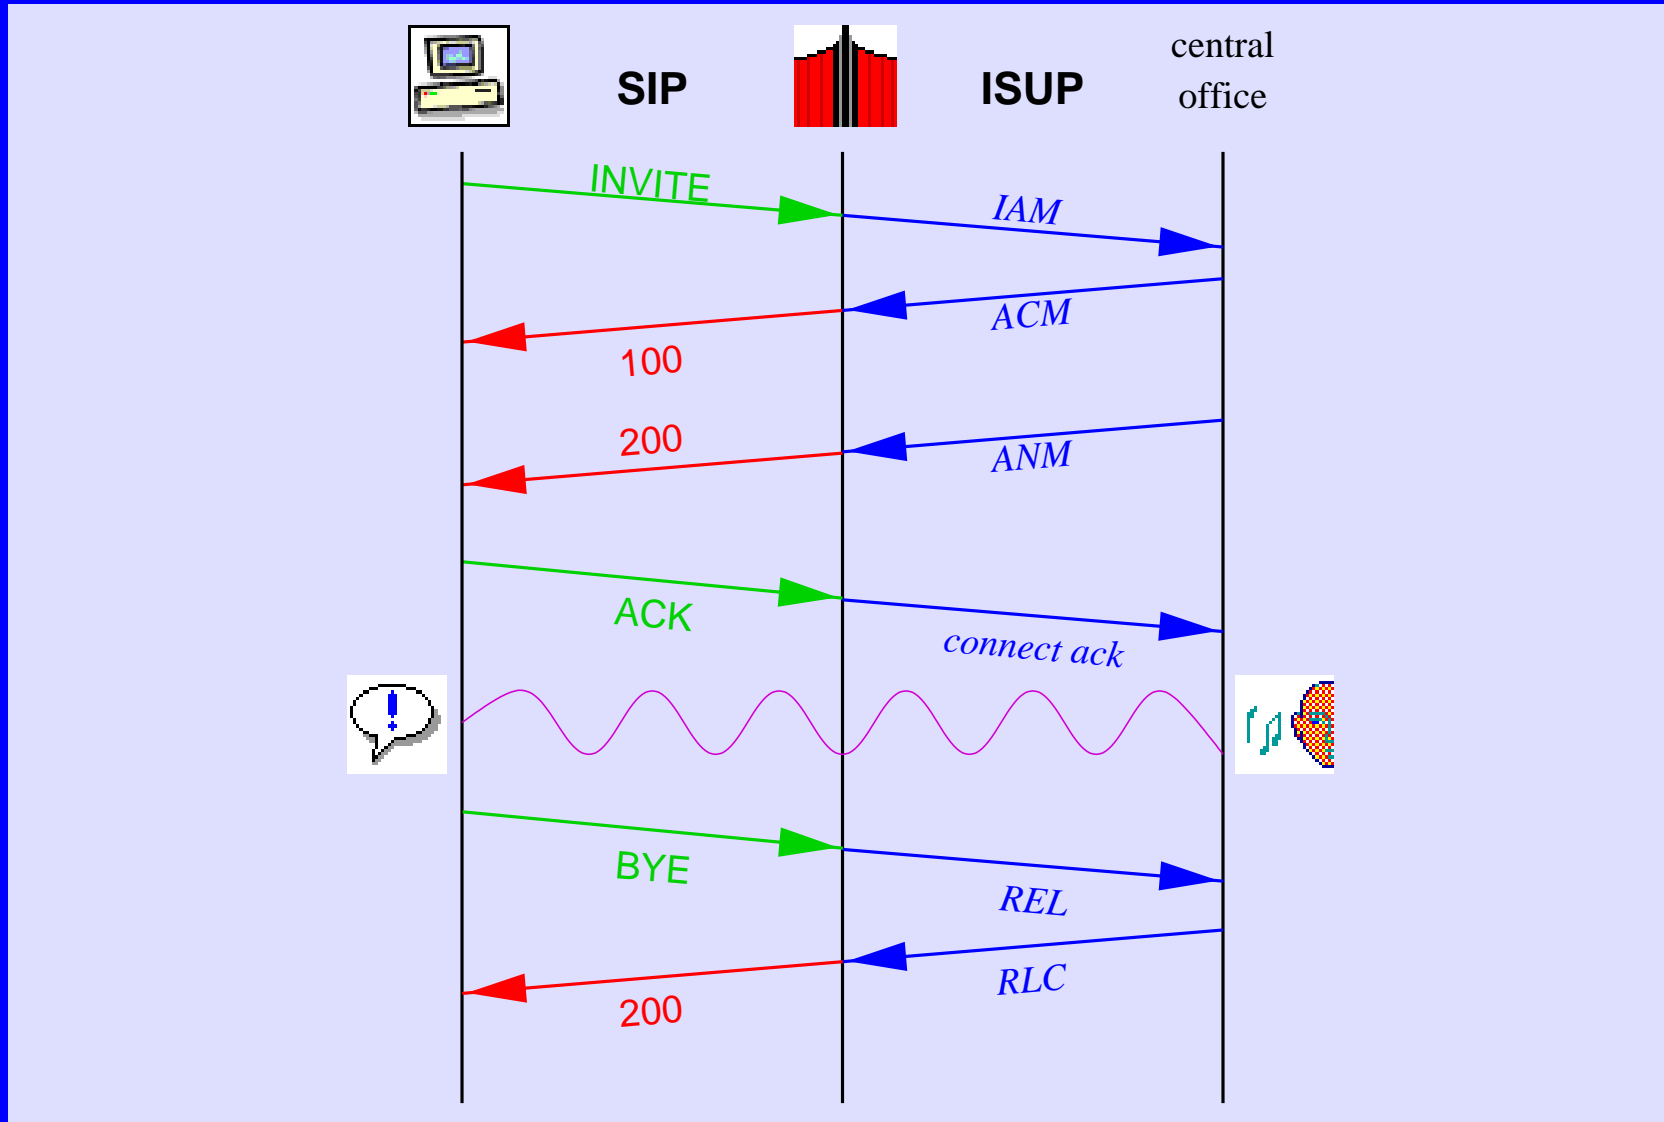 SIP
ISUP
central
office
INVITE
IAM
ACM
100
200
ANM
ACK
connect ack
!
BYE
REL
RLC
200